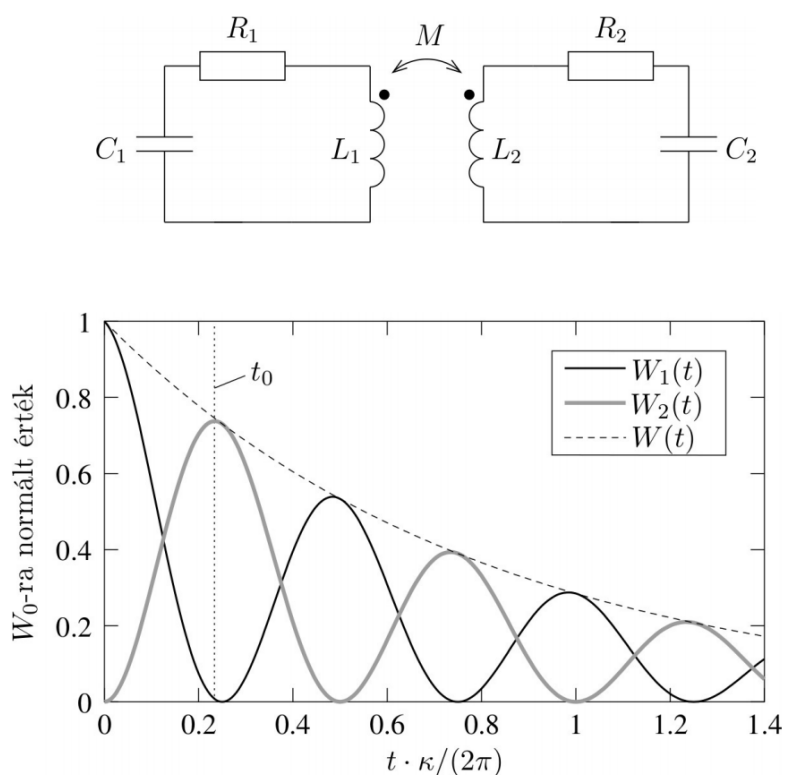 R₁ M R₂
C₁ L₁ L₂ C₂
W₀-ra normált érték
1
0.8
0.6
0.4
0.2
0
t₀
W₁(t)
W₂(t)
W(t)
0 0.2 0.4 0.6 0.8 1 1.2 1.4
t · κ/(2π)